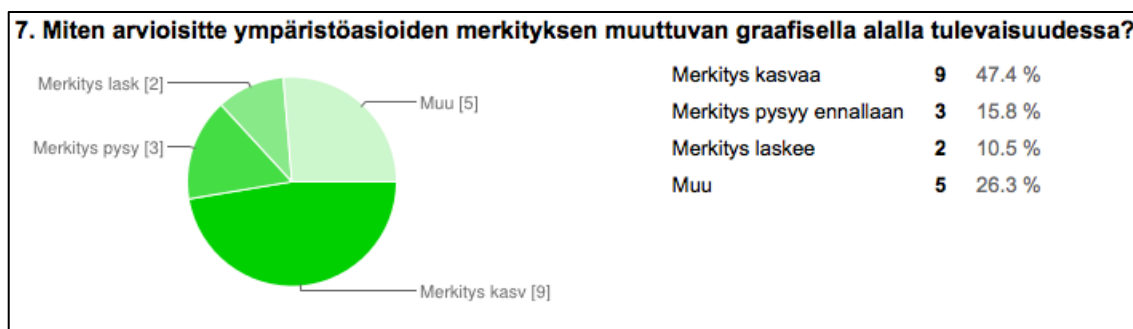 7. Miten arvioisitte ympäristöasioiden merkityksen muuttuvan graafisella alalla tulevaisuudessa?
Merkitys lask [2]
Muu [5]
Merkitys pysy [3]
Merkitys kasv [9]
Merkitys kasvaa 9 47.4 %
Merkitys pysyy ennallaan 3 15.8 %
Merkitys laskee 2 10.5 %
Muu 5 26.3 %